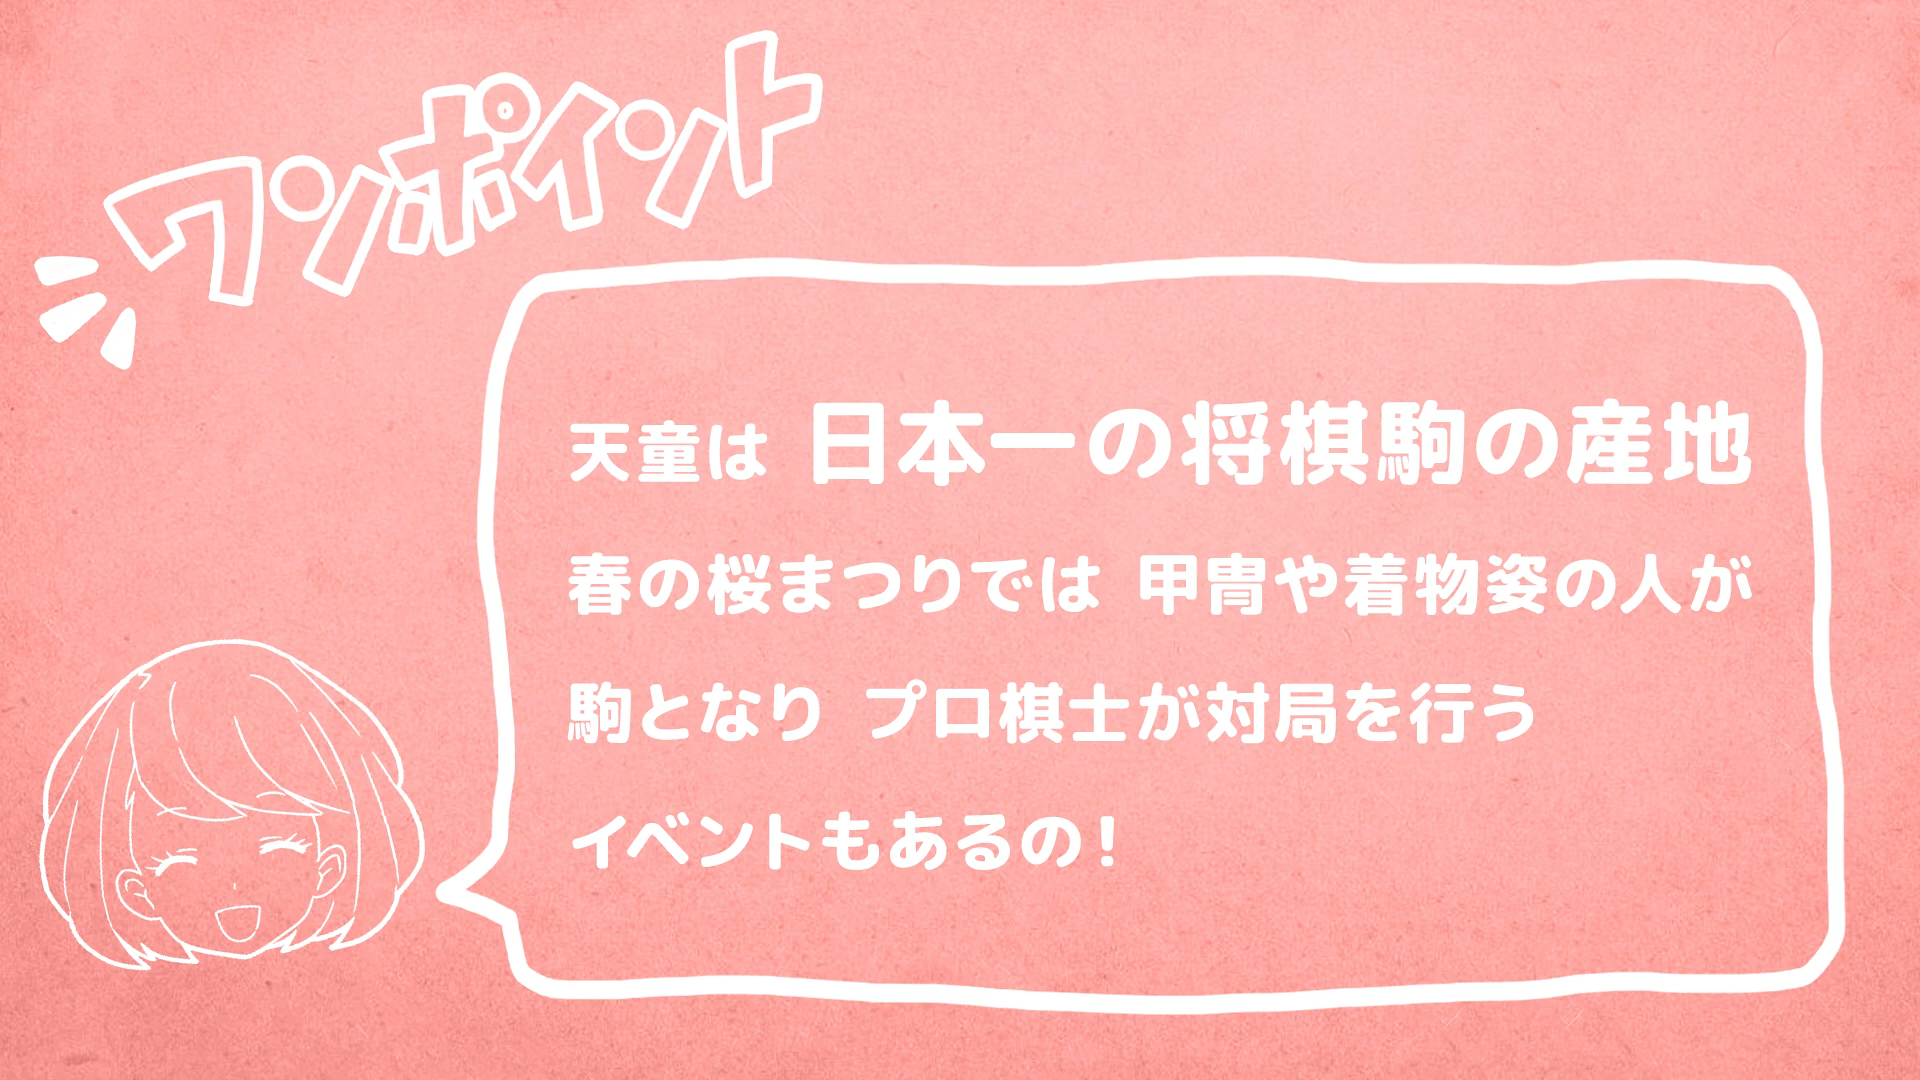 ワンポイント
天童は 日本一の将棋駒の産地
春の桜まつりでは 甲冑や着物姿の人が
駒となり プロ棋士が対局を行う
イベントもあるの！